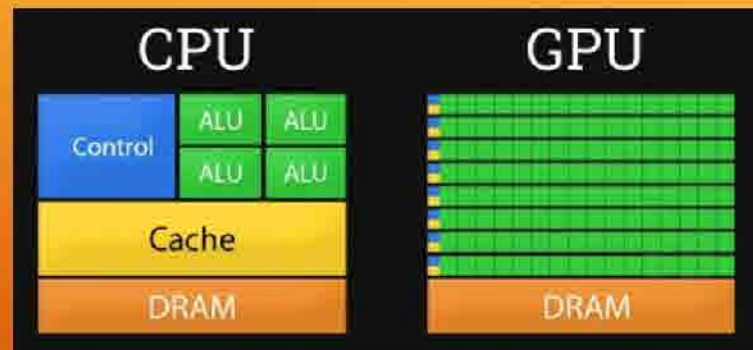 CPU
GPU
Control
ALU ALU
ALU ALU
Cache
DRAM
DRAM